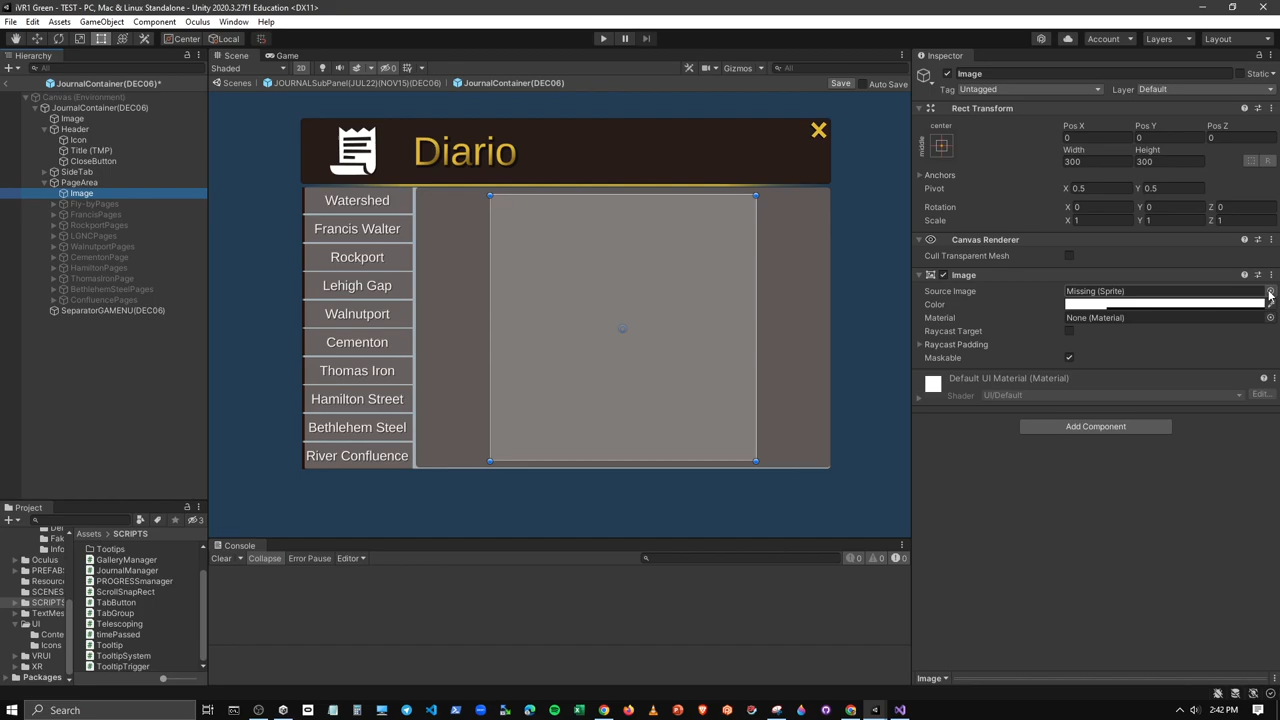 iVR1 Green - TEST - PC, Mac & Linux Standalone - Unity 2020.3.27f1 Education <DX11>
File Edit Assets GameObject Component Oculus Window Help
Center Local Account Layers Layout
Hierarchy Scene Game Inspector
All Shaded 2D 0 Gizmos All
Image Static
JournalContainer(DEC06)* Scenes JOURNALSubPanel(JUL22)(NOV15)(DEC06) JournalContainer(DEC06) Save Auto Save
Tag Untagged Layer Default
Canvas (Environment)
JournalContainer(DEC06)
Image
Header
Icon
Title (TMP)
CloseButton
SideTab
PageArea
Image
Fly-byPages
FrancisPages
RockportPages
LGNCPages
WalnutportPages
CementonPage
HamiltonPages
ThomasIronPage
BethlehemSteelPages
ConfluencePages
SeparatorGAMENU(DEC06)
Diario
Watershed
Francis Walter
Rockport
Lehigh Gap
Walnutport
Cementon
Thomas Iron
Hamilton Street
Bethlehem Steel
River Confluence
Rect Transform
center
middle
Pos X Pos Y Pos Z
0 0 0
Width Height
300 300
R
Anchors
Pivot X 0.5 Y 0.5
Rotation X 0 Y 0 Z 0
Scale X 1 Y 1 Z 1
Canvas Renderer
Cull Transparent Mesh
Image
Source Image Missing (Sprite)
Color
Material None (Material)
Raycast Target
Raycast Padding
Maskable
Default UI Material (Material)
Shader UI/Default Edit...
Add Component
Project
3
Assets > SCRIPTS
Fak
Info
Oculus
PREFABS
Resource
SCENES
SCRIPTS
TextMes
UI
Conte
Icons
VRUI
XR
Packages
Tootips
GalleryManager
JournalManager
PROGRESSmanager
ScrollSnapRect
TabButton
TabGroup
Telescoping
timePassed
Tooltip
TooltipSystem
TooltipTrigger
Console
Clear Collapse Error Pause Editor 0 0 0
Image
Search
2:42 PM